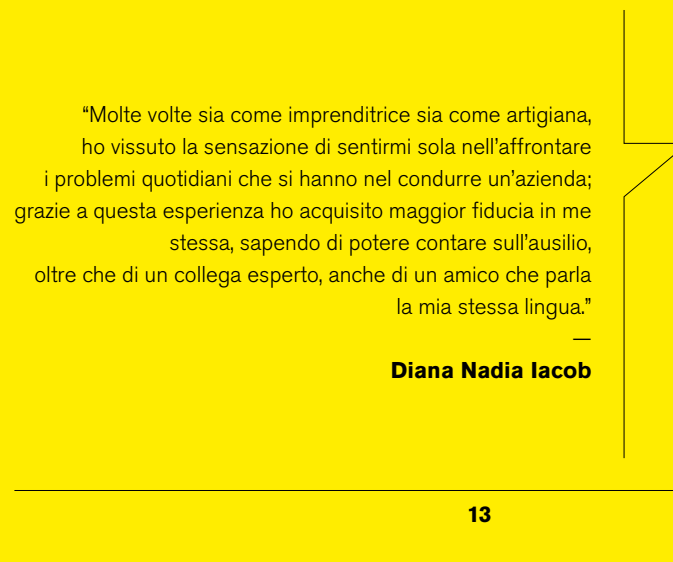 “Molte volte sia come imprenditrice sia come artigiana,
ho vissuto la sensazione di sentirmi sola nell’affrontare
i problemi quotidiani che si hanno nel condurre un’azienda;
grazie a questa esperienza ho acquisito maggior fiducia in me
stessa, sapendo di potere contare sull’ausilio,
oltre che di un collega esperto, anche di un amico che parla
la mia stessa lingua.”
—
Diana Nadia Iacob
13